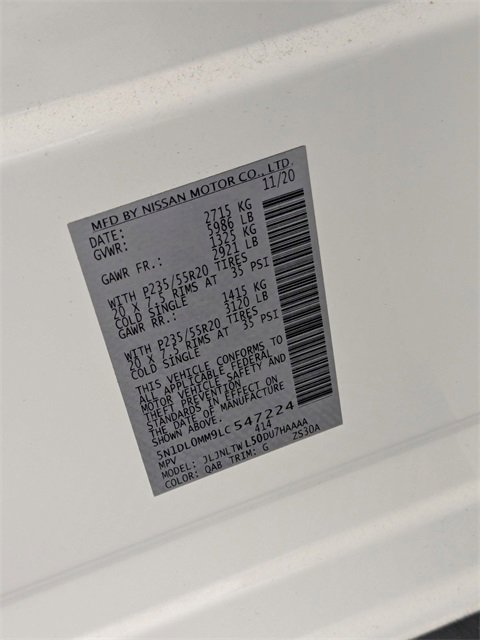 MFD BY NISSAN MOTOR CO., LTD.
DATE: 11/20
GVWR: 2715 KG
5986 LB
GAWR FR.: 1325 KG
2921 LB
WITH P235/55R20 TIRES
20 X 7.5 RIMS AT 35 PSI
COLD SINGLE
GAWR RR.: 1415 KG
3120 LB
WITH P235/55R20 TIRES
20 X 7.5 RIMS AT 35 PSI
COLD SINGLE
THIS VEHICLE CONFORMS TO
ALL APPLICABLE FEDERAL
MOTOR VEHICLE SAFETY AND
THEFT PREVENTION
STANDARDS IN EFFECT ON
THE DATE OF MANUFACTURE
SHOWN ABOVE.
5N1DL0MM9LC547224
MPV 414
MODEL: JLJNLTWL50DU7HAAAA
COLOR: QAB TRIM: G ZS30A